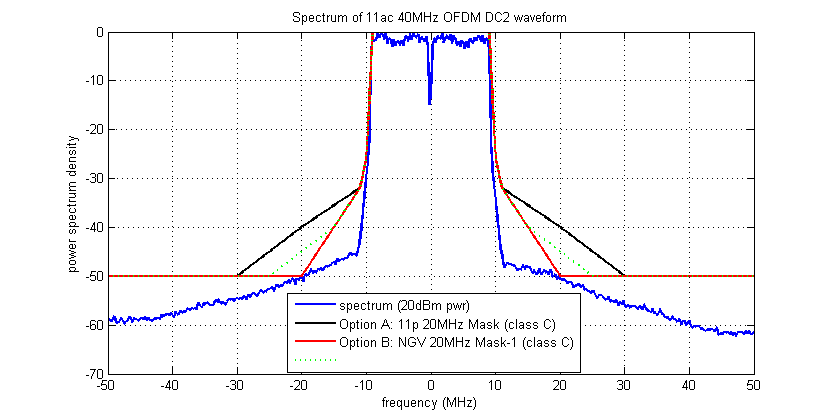 Spectrum of 11ac 40MHz OFDM DC2 waveform
power spectrum density
0
-10
-20
-30
-40
-50
-60
-70
spectrum (20dBm pwr)
Option A: 11p 20MHz Mask (class C)
Option B: NGV 20MHz Mask-1 (class C)
-50 -40 -30 -20 -10 0 10 20 30 40 50
frequency (MHz)